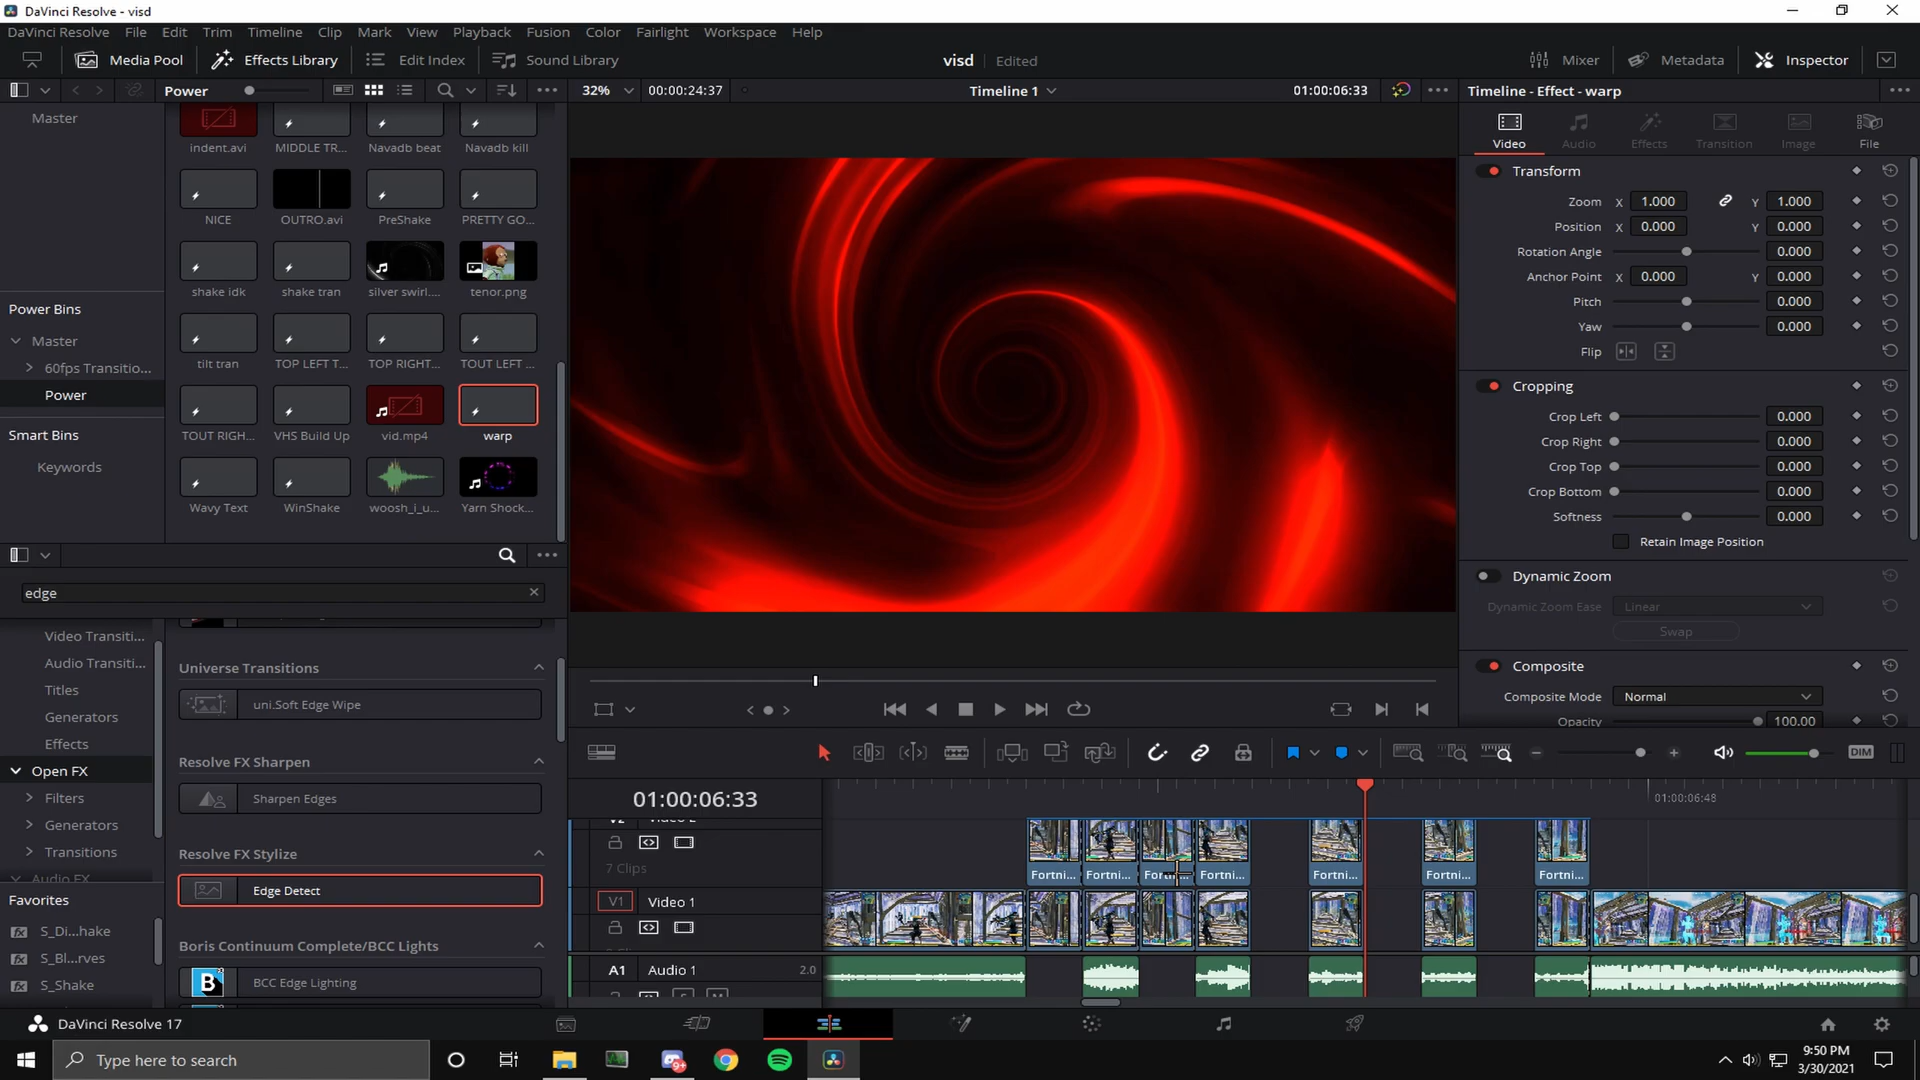 DaVinci Resolve - visd
DaVinci Resolve File Edit Trim Timeline Clip Mark View Playback Fusion Color Fairlight Workspace Help
Media Pool Effects Library Edit Index Sound Library visd Edited Mixer Metadata Inspector
Power 32% 00:00:24:37 Timeline 1 01:00:06:33 Timeline - Effect - warp
Master
indent.avi MIDDLE TR... Navadb beat Navadb kill
NICE OUTRO.avi PreShake PRETTY GO...
shake idk shake tran silver swirl.... tenor.png
tilt tran TOP LEFT T... TOP RIGHT... TOUT LEFT ...
TOUT RIGH... VHS Build Up vid.mp4 warp
Wavy Text WinShake woosh_i_u... Yarn Shock...
Power Bins
Master
60fps Transitio...
Power
Smart Bins
Keywords
Video Audio Effects Transition Image File
Transform
Zoom X 1.000 Y 1.000
Position X 0.000 Y 0.000
Rotation Angle 0.000
Anchor Point X 0.000 Y 0.000
Pitch 0.000
Yaw 0.000
Flip
Cropping
Crop Left 0.000
Crop Right 0.000
Crop Top 0.000
Crop Bottom 0.000
Softness 0.000
Retain Image Position
Dynamic Zoom
Dynamic Zoom Ease Linear
Swap
Composite
Composite Mode Normal
Opacity 100.00
edge
Video Transiti...
Audio Transiti...
Titles
Generators
Effects
Open FX
Filters
Generators
Transitions
Audio FX
Favorites
S_Di...hake
S_Bl...rves
S_Shake
Universe Transitions
uni.Soft Edge Wipe
Resolve FX Sharpen
Sharpen Edges
Resolve FX Stylize
Edge Detect
Boris Continuum Complete/BCC Lights
B BCC Edge Lighting
DIM
01:00:06:33 01:00:06:48
7 Clips
Fortni... Fortni... Fortni... Fortni... Fortni... Fortni... Fortni...
V1 Video 1
A1 Audio 1 2.0
DaVinci Resolve 17
Type here to search
9:50 PM
3/30/2021